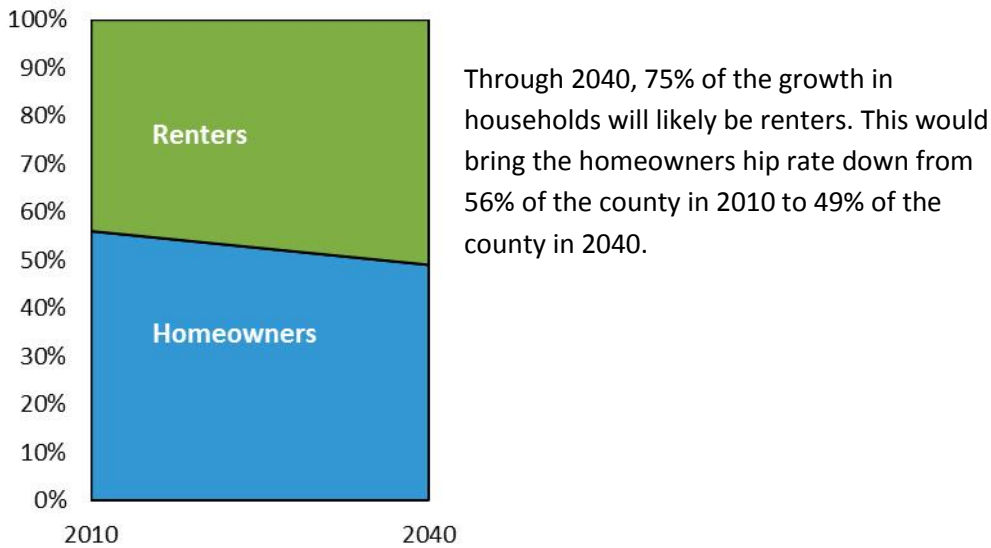 100%
90%
80%
70%
60%
50%
40%
30%
20%
10%
0%
2010
2040
Renters
Homeowners
Through 2040, 75% of the growth in
households will likely be renters. This would
bring the homeowners hip rate down from
56% of the county in 2010 to 49% of the
county in 2040.